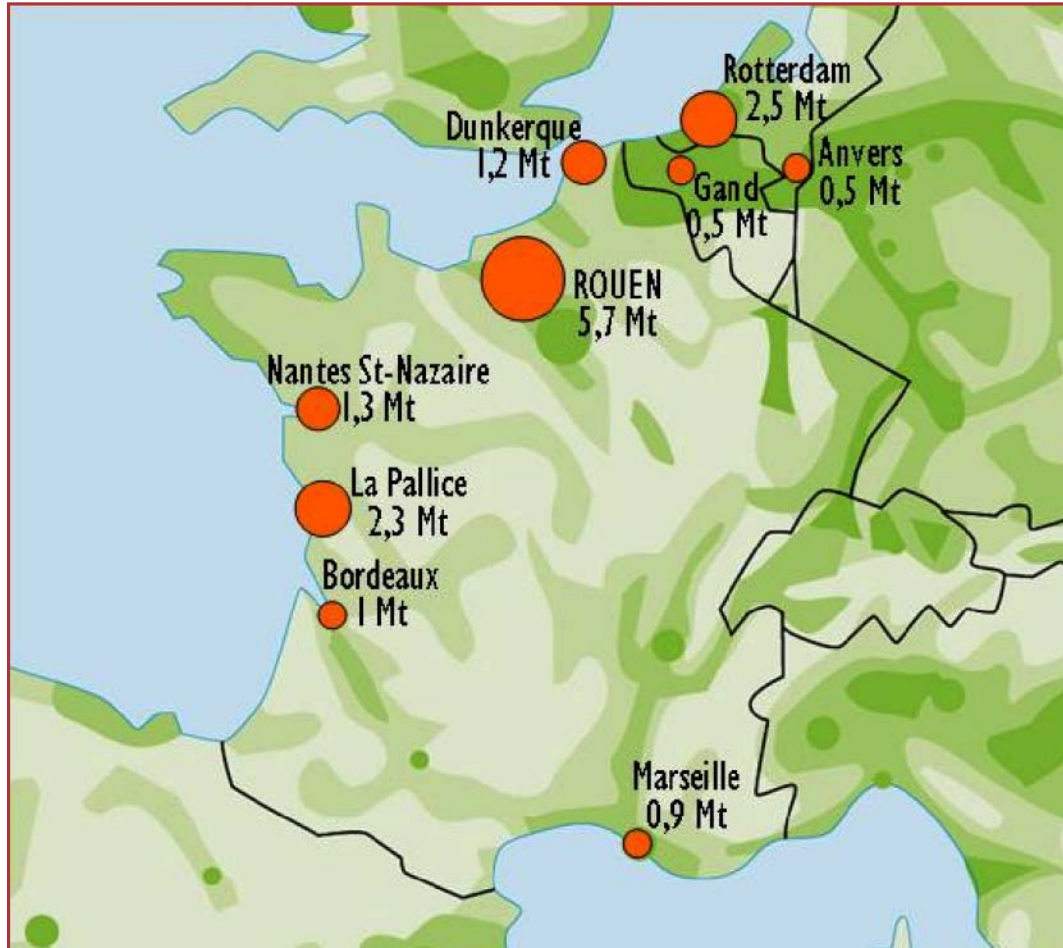 Rotterdam
2,5 Mt
Dunkerque
1,2 Mt
Anvers
0,5 Mt
Gand
0,5 Mt
ROUEN
5,7 Mt
Nantes St-Nazaire
1,3 Mt
La Pallice
2,3 Mt
Bordeaux
1 Mt
Marseille
0,9 Mt